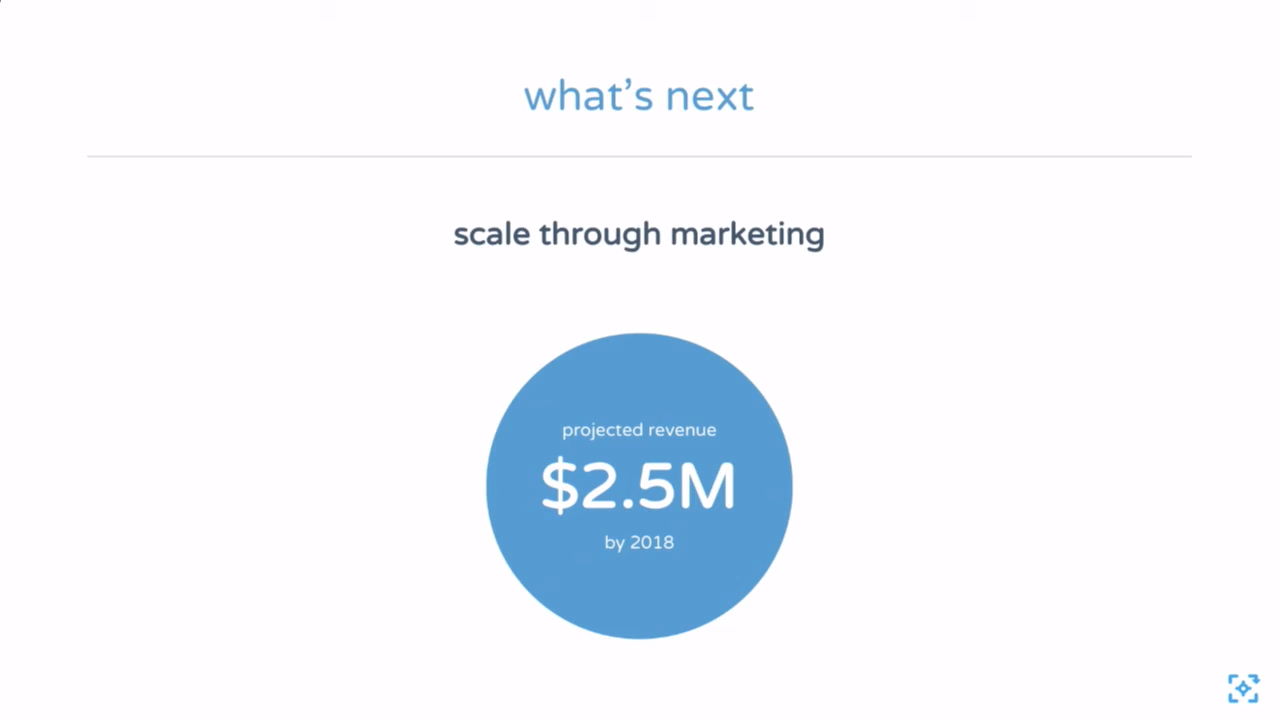 what's next
scale through marketing
projected revenue
$2.5M
by 2018